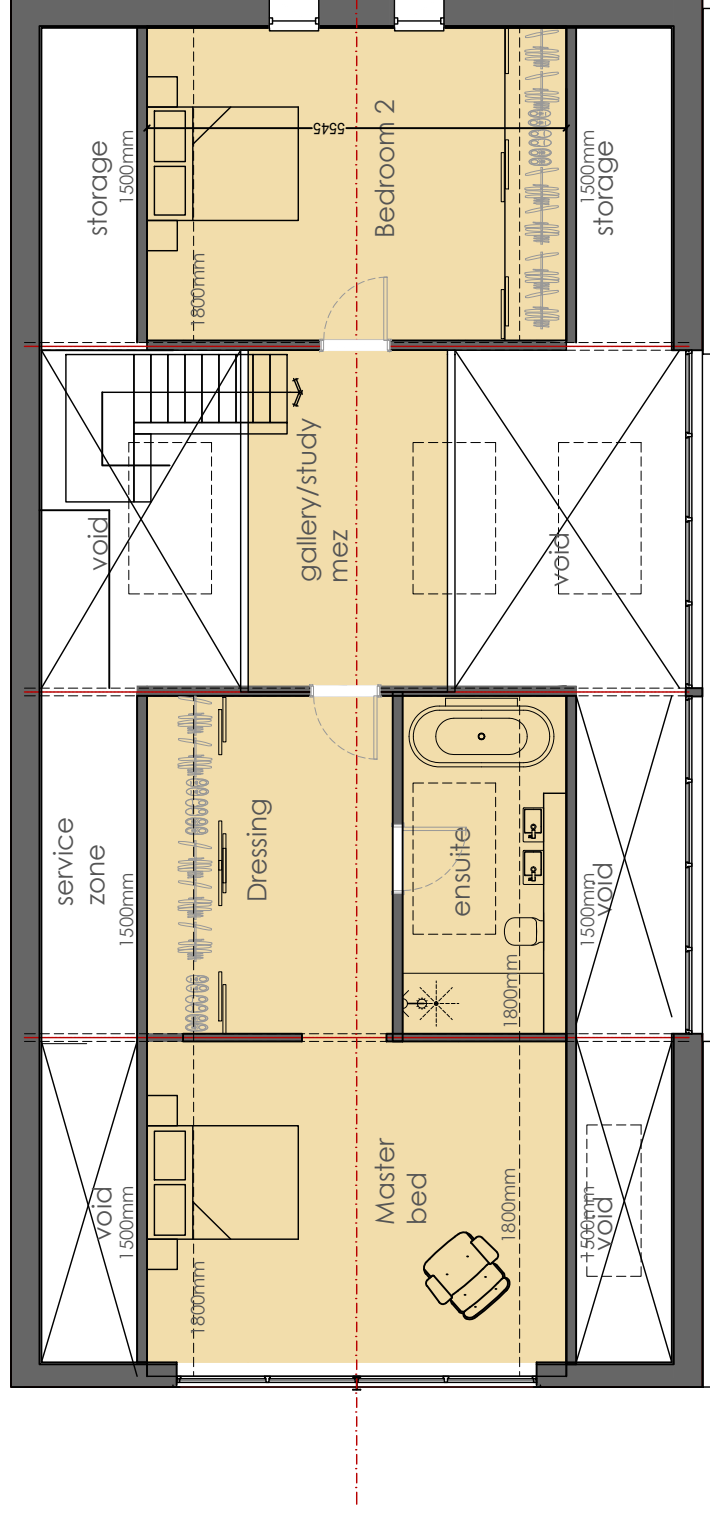 storage
1500mm
5545
Bedroom 2
1500mm
storage
1800mm
void
gallery/study
mez
void
service
zone
1500mm
Dressing
ensuite
1500mm
void
1800mm
void
1500mm
Master
bed
1800mm
1500mm
void
1800mm